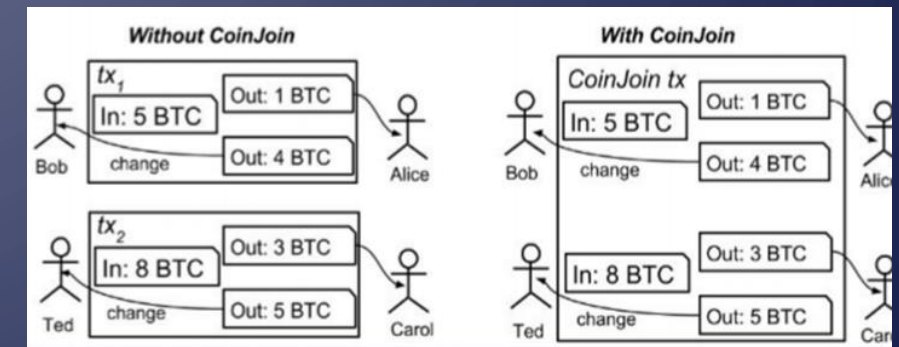 Without CoinJoin
tx1
In: 5 BTC
Out: 1 BTC
Out: 4 BTC
change
Bob
Alice
tx2
In: 8 BTC
Out: 3 BTC
Out: 5 BTC
change
Ted
Carol
With CoinJoin
CoinJoin tx
In: 5 BTC
Out: 1 BTC
Out: 4 BTC
change
Bob
In: 8 BTC
Out: 3 BTC
Out: 5 BTC
change
Ted